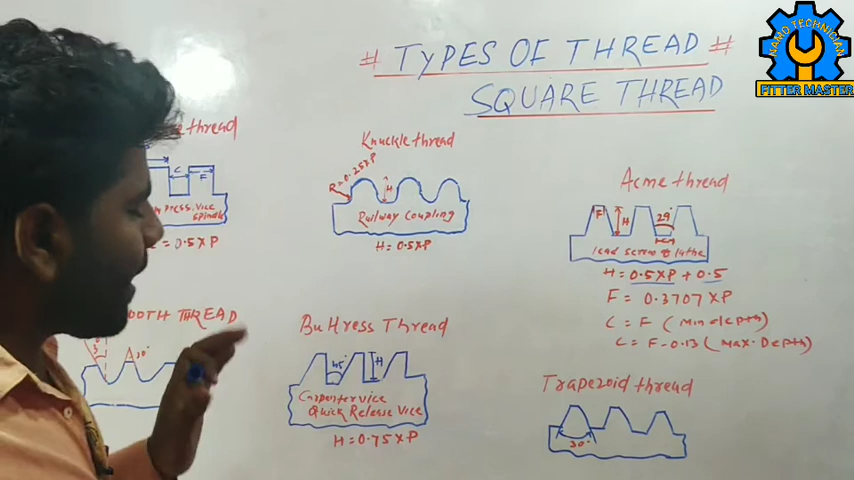 # TYPES OF THREAD #
SQUARE THREAD
NAMO TECHNICIAN
FITTER MASTER
thread
C
F
Press. vice
spindle
0.5XP
Knuckle thread
R=0.25XP
H
Railway Coupling
H=0.5XP
Acme thread
F
H
29°
C
lead screw of lathe
H=0.5XP+0.5
F=0.3707XP
C=F (Min depth)
C=F-0.13 (Max. Depth)
THREAD
Buttress Thread
45°
H
Carpenter vice
Quick Release vice
H=0.75XP
Trapezoid thread
30°